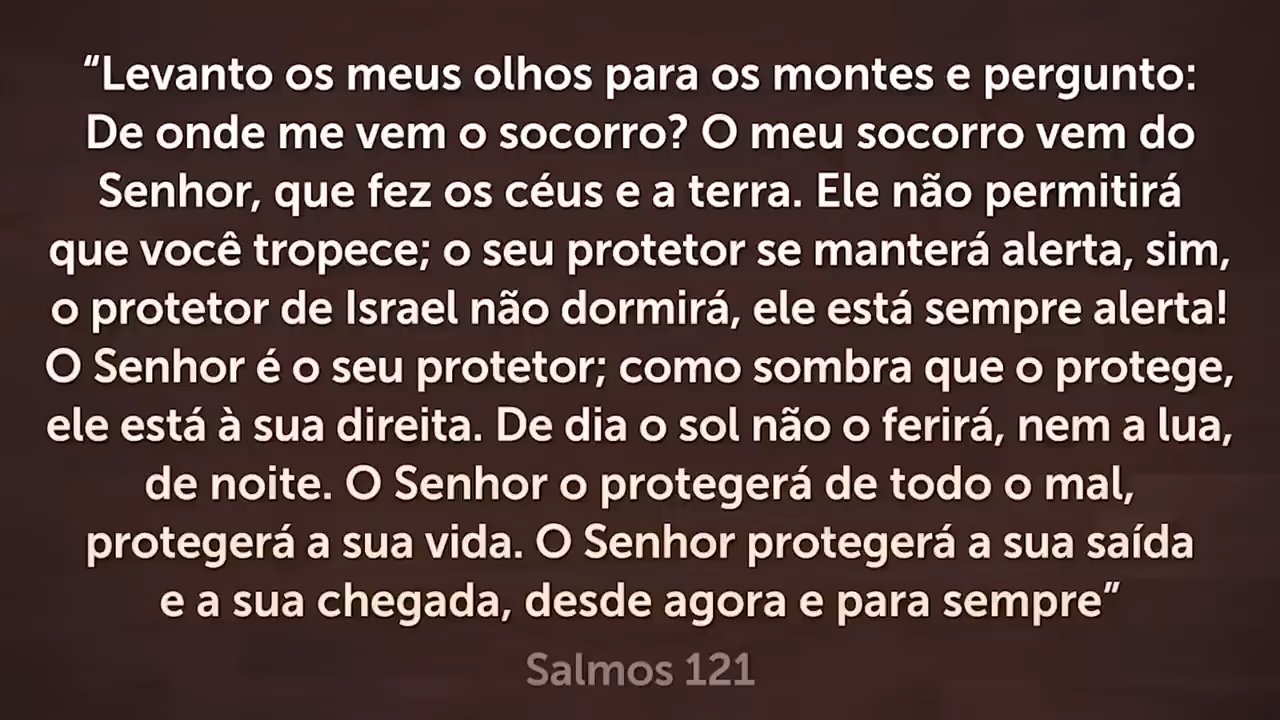 “Levanto os meus olhos para os montes e pergunto:
De onde me vem o socorro? O meu socorro vem do
Senhor, que fez os céus e a terra. Ele não permitirá
que você tropece; o seu protetor se manterá alerta, sim,
o protetor de Israel não dormirá, ele está sempre alerta!
O Senhor é o seu protetor; como sombra que o protege,
ele está à sua direita. De dia o sol não o ferirá, nem a lua,
de noite. O Senhor o protegerá de todo o mal,
protegerá a sua vida. O Senhor protegerá a sua saída
e a sua chegada, desde agora e para sempre”
Salmos 121